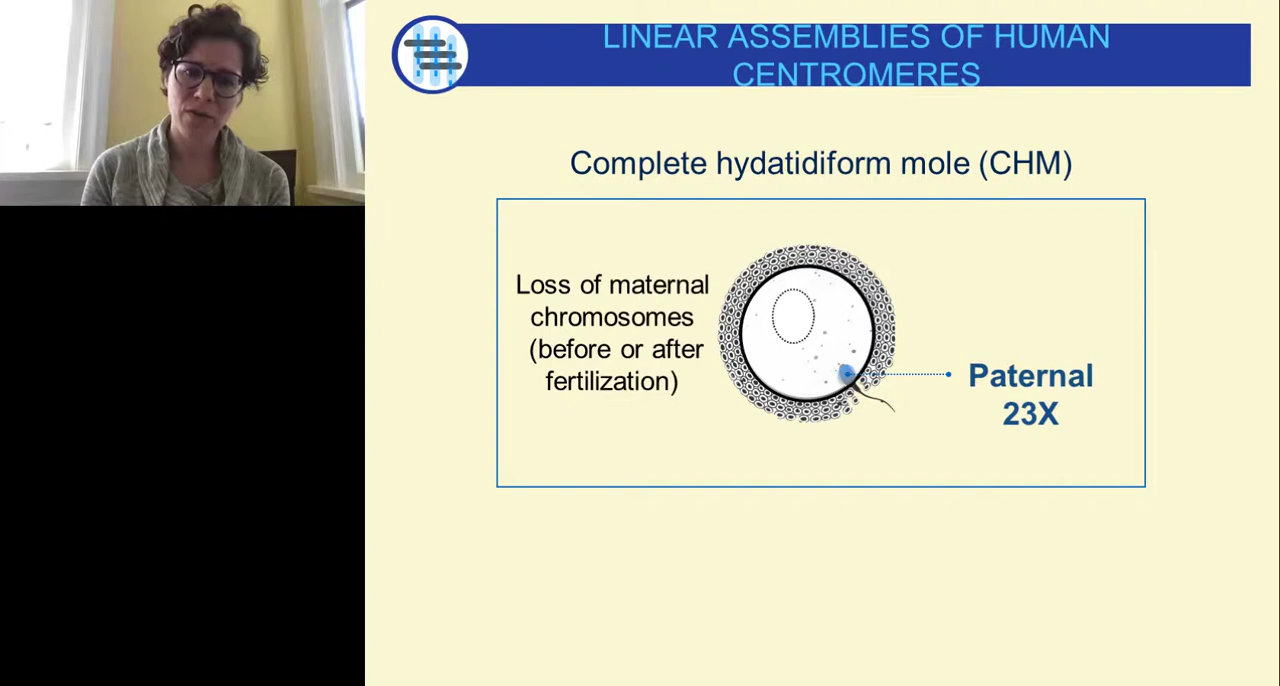 LINEAR ASSEMBLIES OF HUMAN
CENTROMERES
Complete hydatidiform mole (CHM)
Loss of maternal
chromosomes
(before or after
fertilization)
Paternal
23X